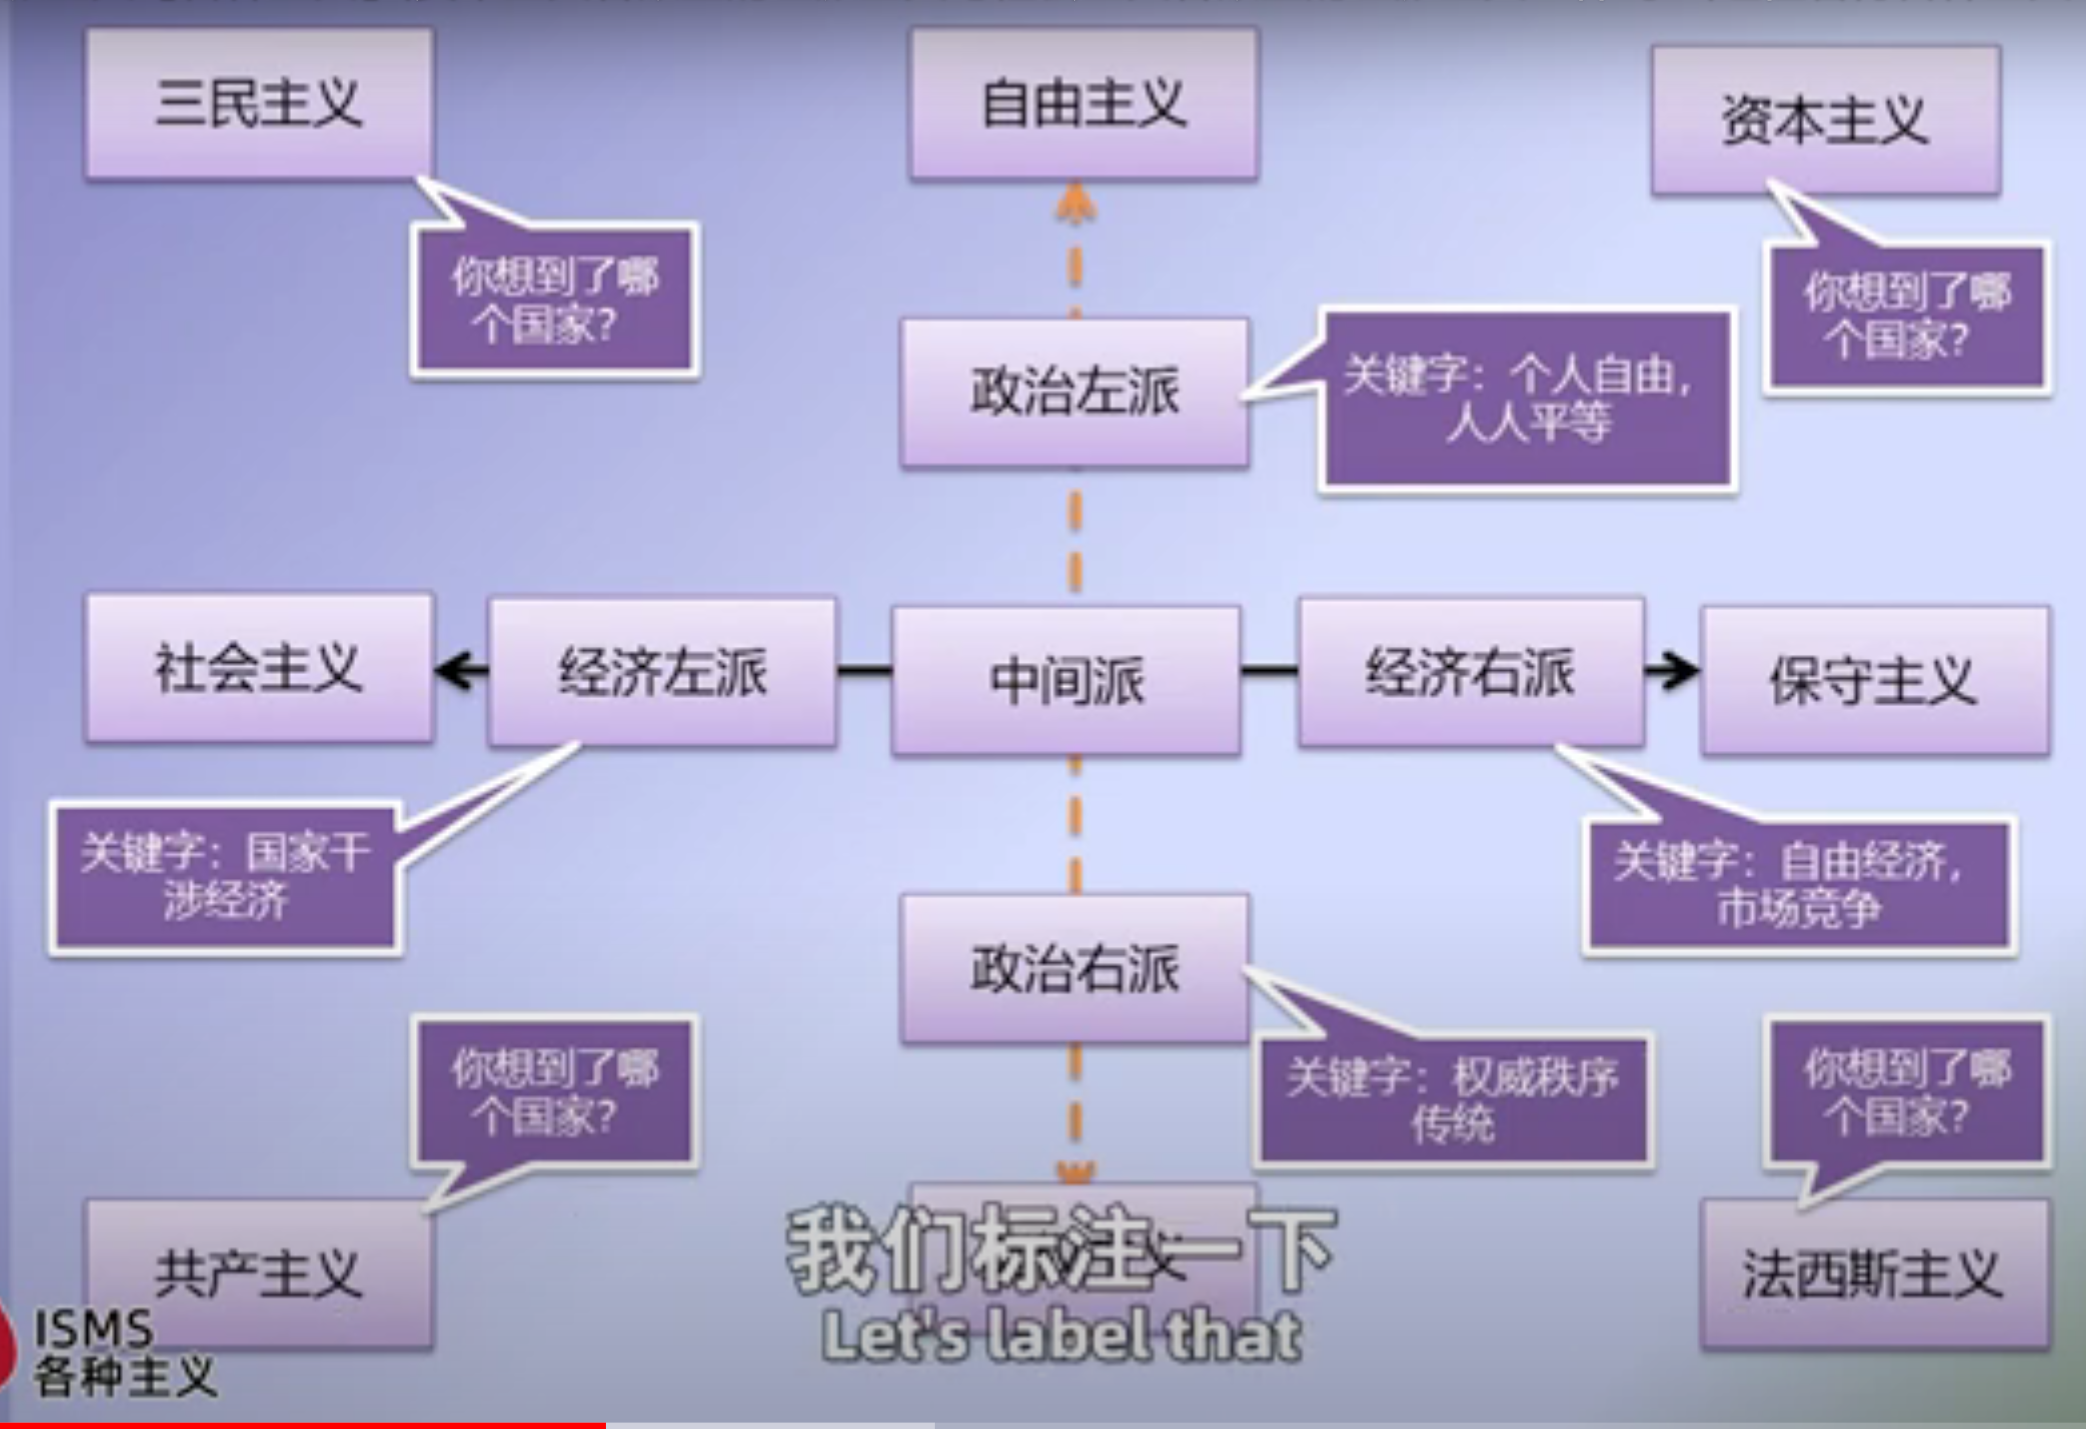 三民主义
自由主义
资本主义
你想到了哪
个国家?
你想到了哪
个国家?
政治左派
关键字：个人自由，
人人平等
社会主义
经济左派
中间派
经济右派
保守主义
关键字：国家干
涉经济
关键字：自由经济，
市场竞争
政治右派
关键字：权威秩序
传统
你想到了哪
个国家?
你想到了哪
个国家?
共产主义
法西斯主义
我们标注一下
Let's label that
ISMS
各种主义